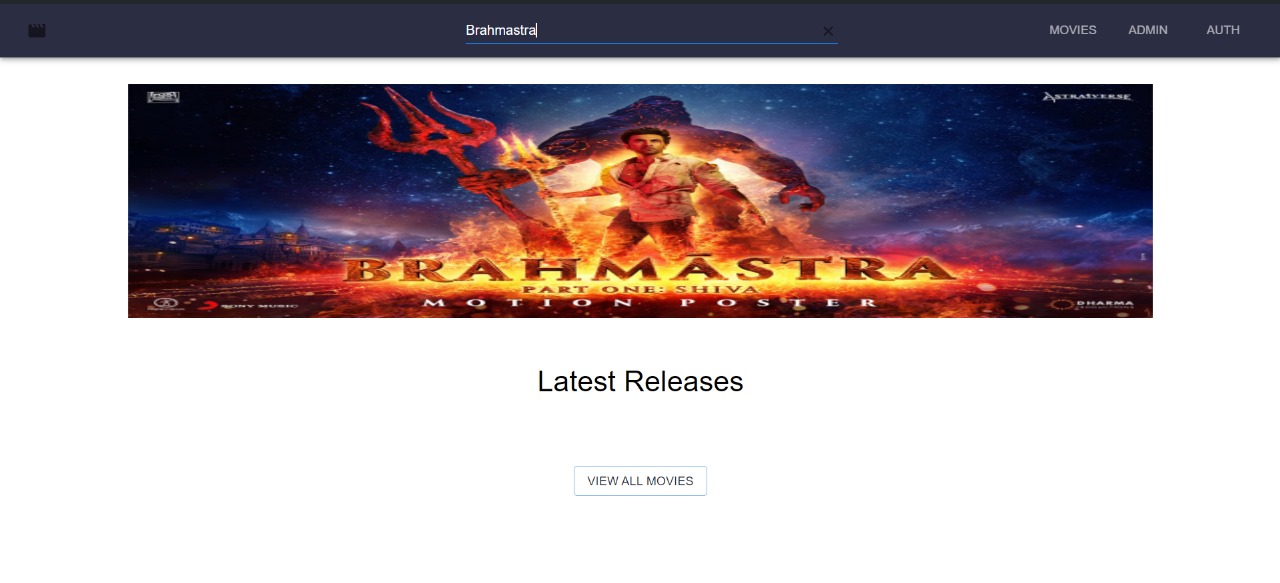 Brahmastra
MOVIES
ADMIN
AUTH
ASTRAVERSE
BRAHMĀSTRA
PART ONE: SHIVA
MOTION POSTER
SONY MUSIC
DHARMA
Latest Releases
VIEW ALL MOVIES